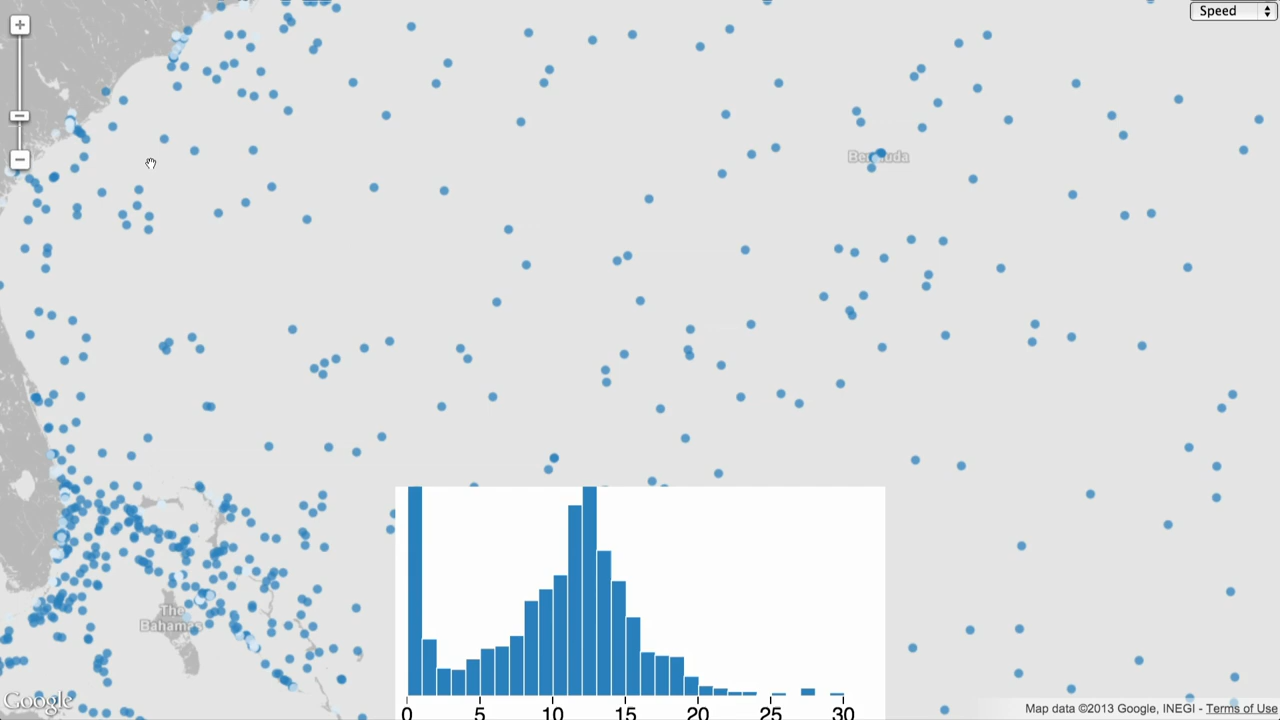 +
Speed
−
Bermuda
The
Bahamas
0 5 10 15 20 25 30
Google
Map data ©2013 Google, INEGI - Terms of Use